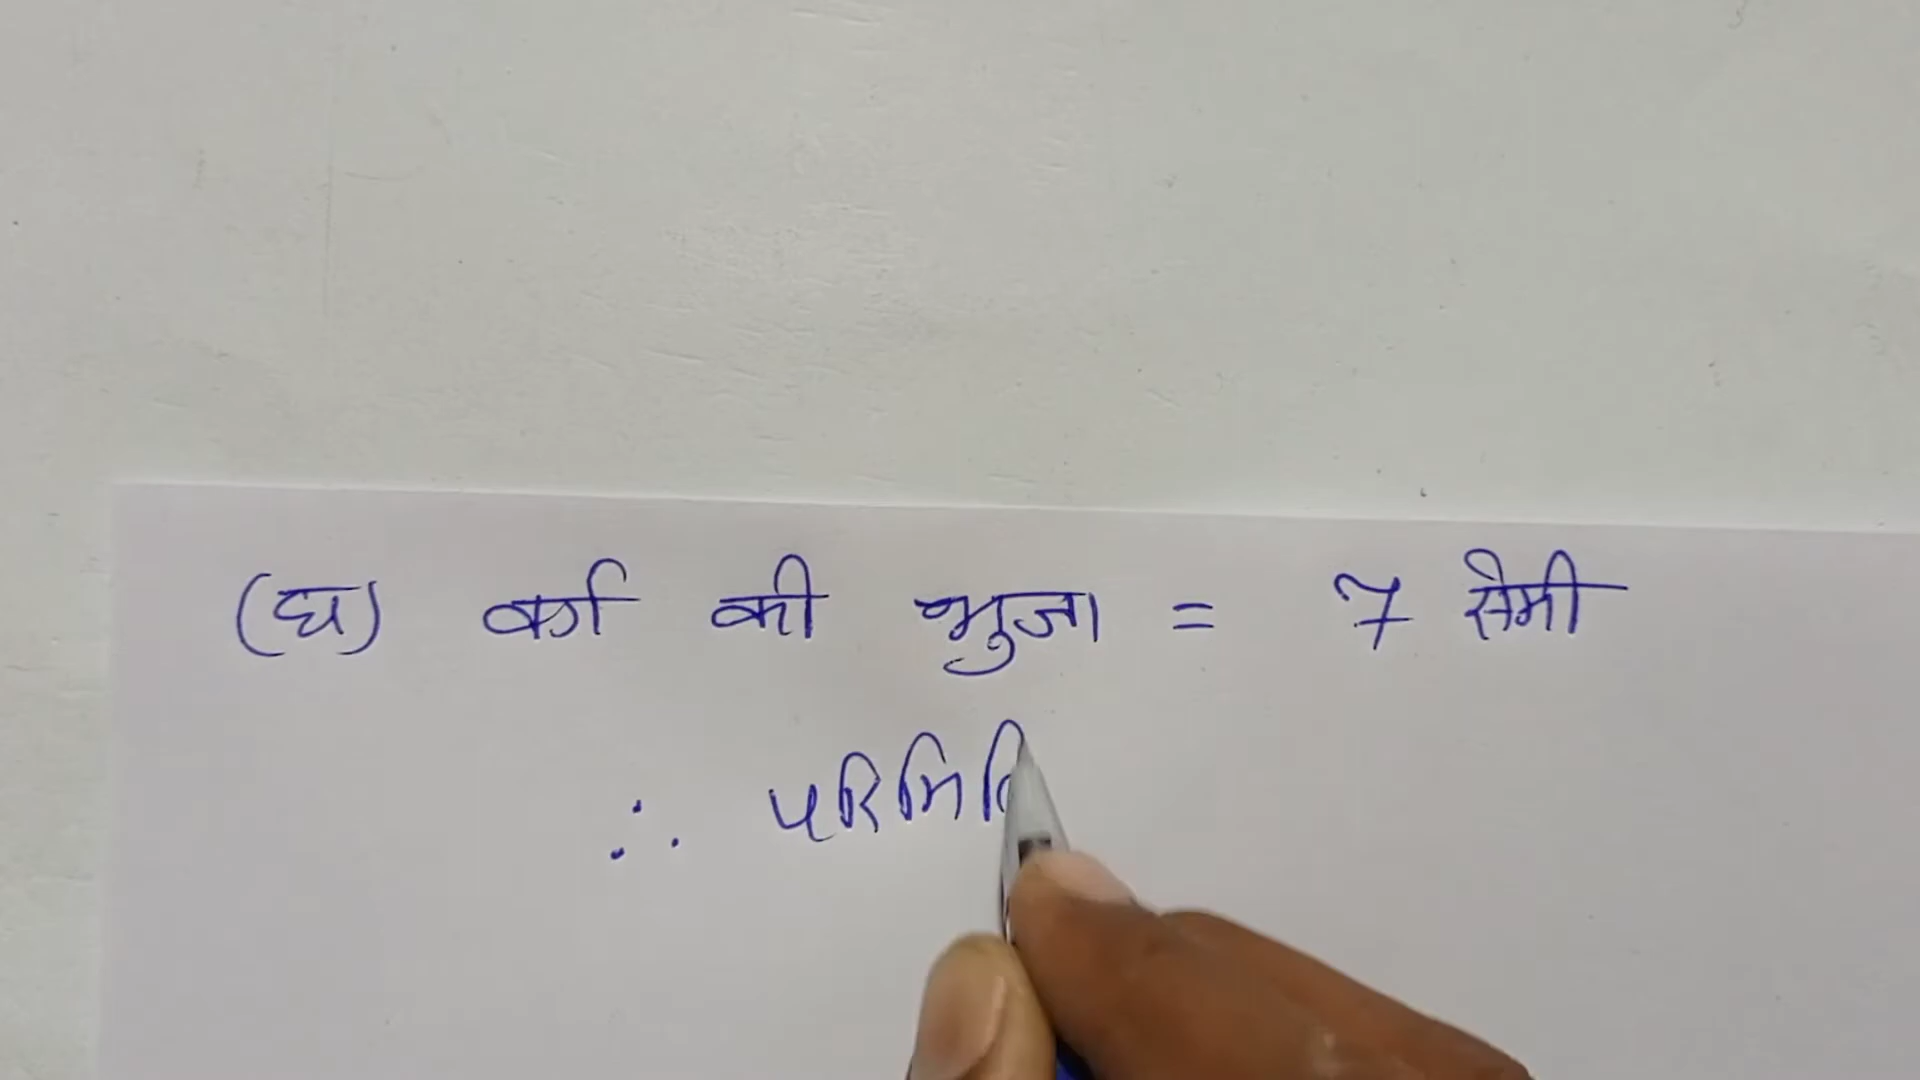 (घ) वर्ग की भुजा = 7 सेमी
∴ परिमि